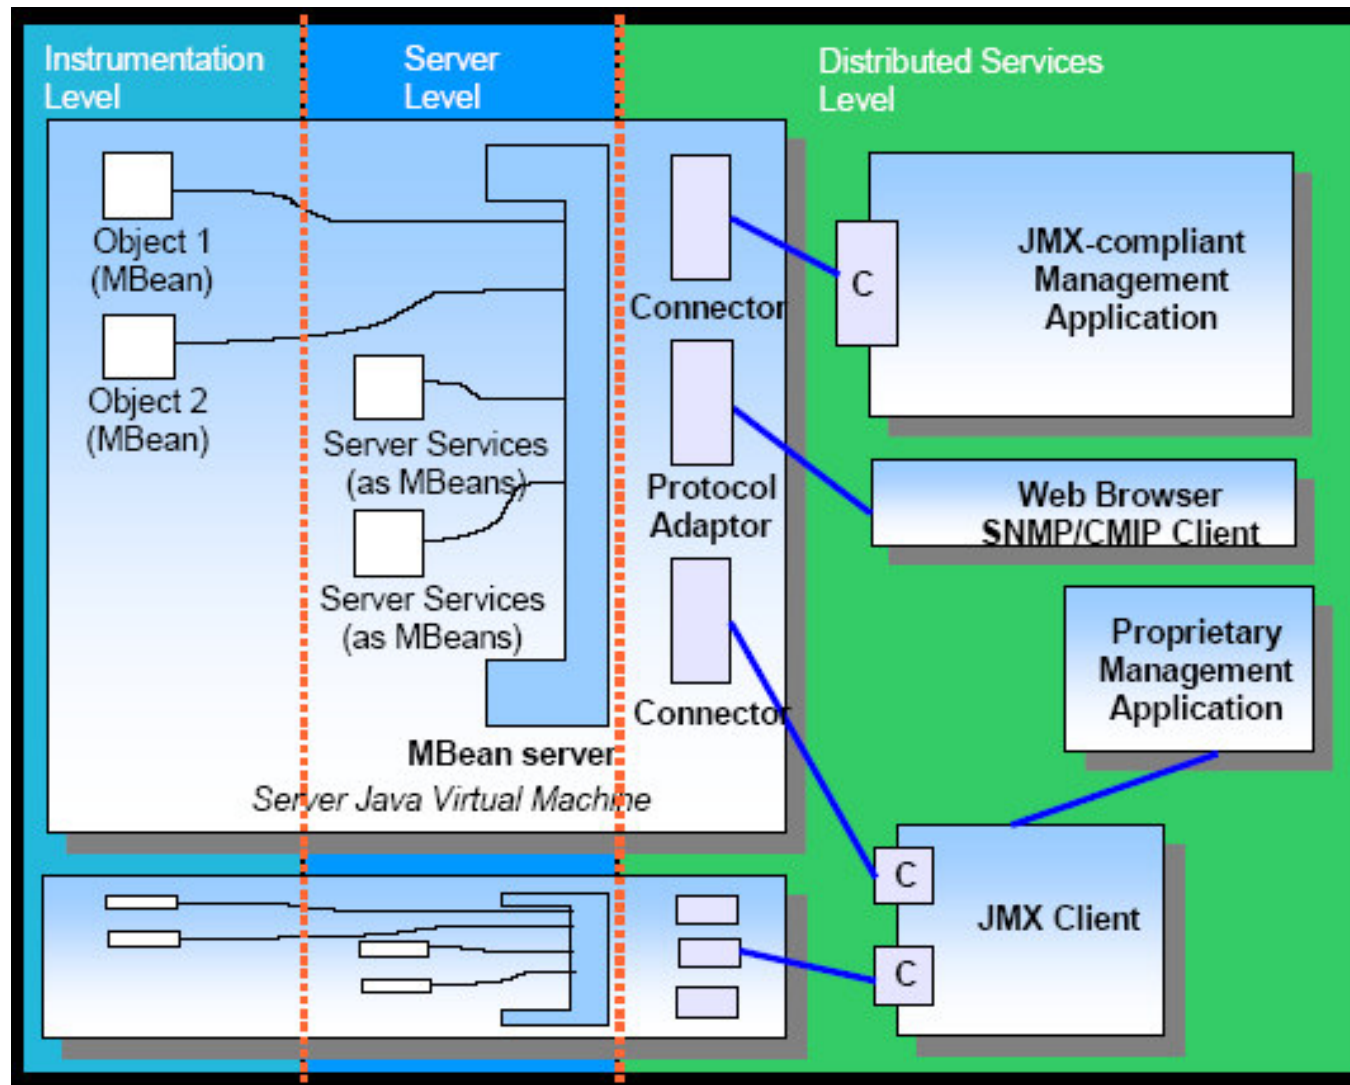 Instrumentation
Level
Server
Level
Distributed Services
Level
Object 1
(MBean)
Object 2
(MBean)
Server Services
(as MBeans)
Server Services
(as MBeans)
MBean server
Server Java Virtual Machine
Connector
Protocol
Adaptor
Connector
C
JMX-compliant
Management
Application
Web Browser
SNMP/CMIP Client
Proprietary
Management
Application
C
JMX Client
C